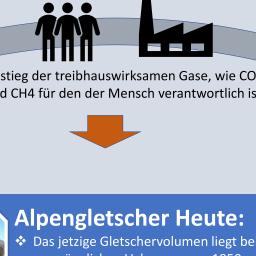 stieg der treibhauswirksamen Gase, wie CO
d CH4 für den der Mensch verantwortlich is
Alpengletscher Heute:
❖ Das jetzige Gletschervolumen liegt be